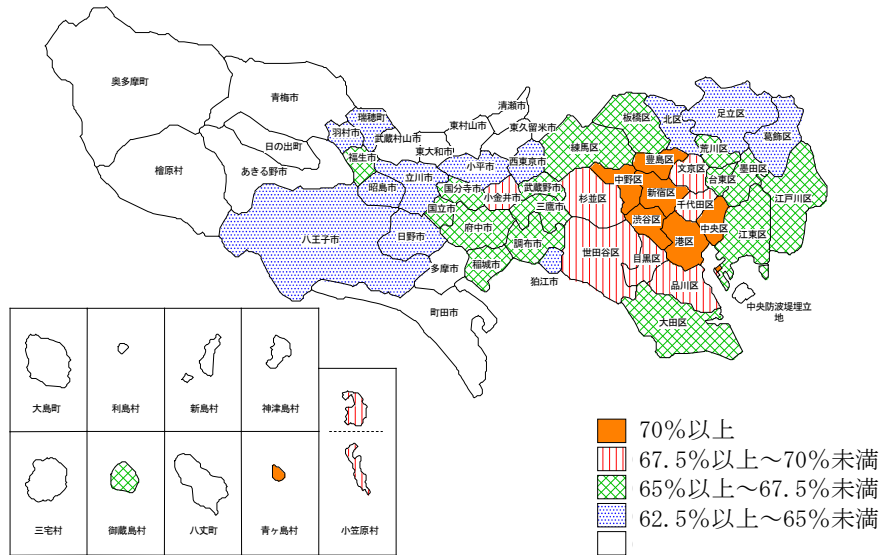 奥多摩町
青梅市
瑞穂町
羽村市
武蔵村山市
東村山市
清瀬市
東久留米市
東大和市
日の出町
檜原村
あきる野市
福生市
昭島市
立川市
小平市
西東京市
国分寺市
小金井市
武蔵野市
三鷹市
国立市
府中市
調布市
八王子市
日野市
多摩市
稲城市
狛江市
町田市
板橋区
北区
足立区
葛飾区
荒川区
練馬区
豊島区
文京区
台東区
墨田区
江戸川区
中野区
杉並区
新宿区
千代田区
渋谷区
中央区
江東区
港区
世田谷区
目黒区
品川区
大田区
中央防波堤埋立
地
大島町
利島村
新島村
神津島村
三宅村
御蔵島村
八丈町
青ヶ島村
小笠原村
70%以上
67.5%以上～70%未満
65%以上～67.5%未満
62.5%以上～65%未満